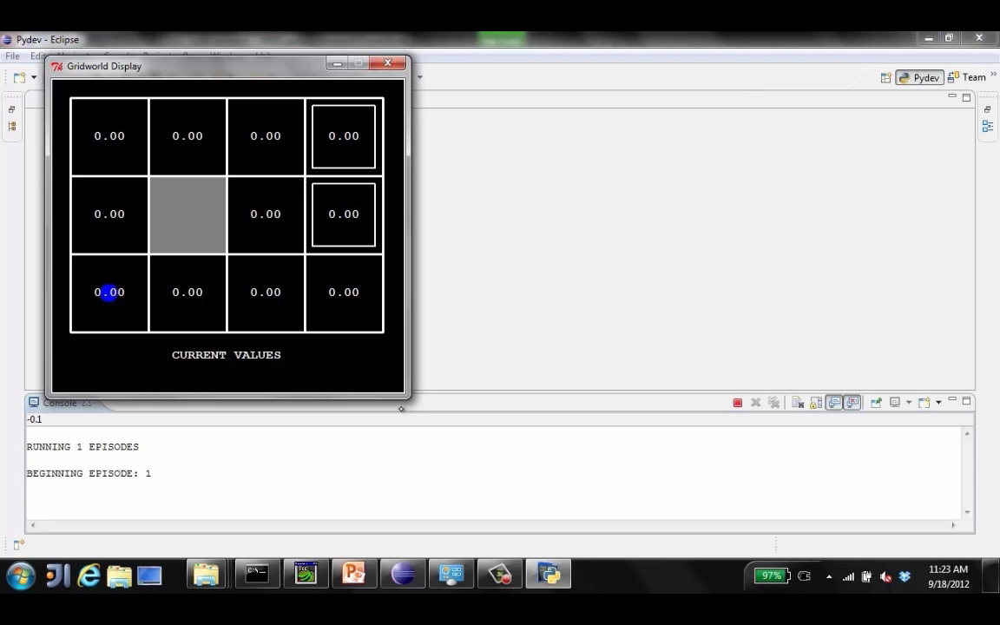 Pydev - Eclipse
File
Gridworld Display
Pydev
Team
0.00 0.00 0.00 0.00
0.00 0.00 0.00
0.00 0.00 0.00 0.00
CURRENT VALUES
Console
-0.1
RUNNING 1 EPISODES
BEGINNING EPISODE: 1
97%
11:23 AM
9/18/2012